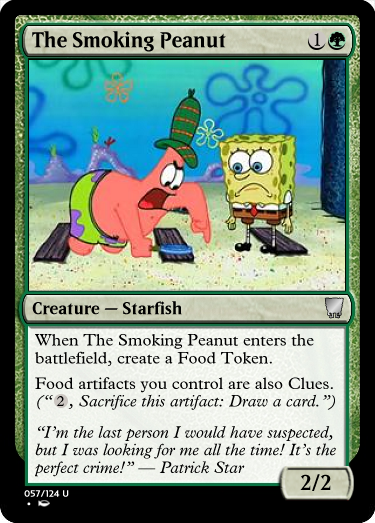 The Smoking Peanut 1
Creature — Starfish
When The Smoking Peanut enters the
battlefield, create a Food Token.
Food artifacts you control are also Clues.
(“2, Sacrifice this artifact: Draw a card.”)
“I'm the last person I would have suspected,
but I was looking for me all the time! It's the
perfect crime!” — Patrick Star
2/2
057/124 U